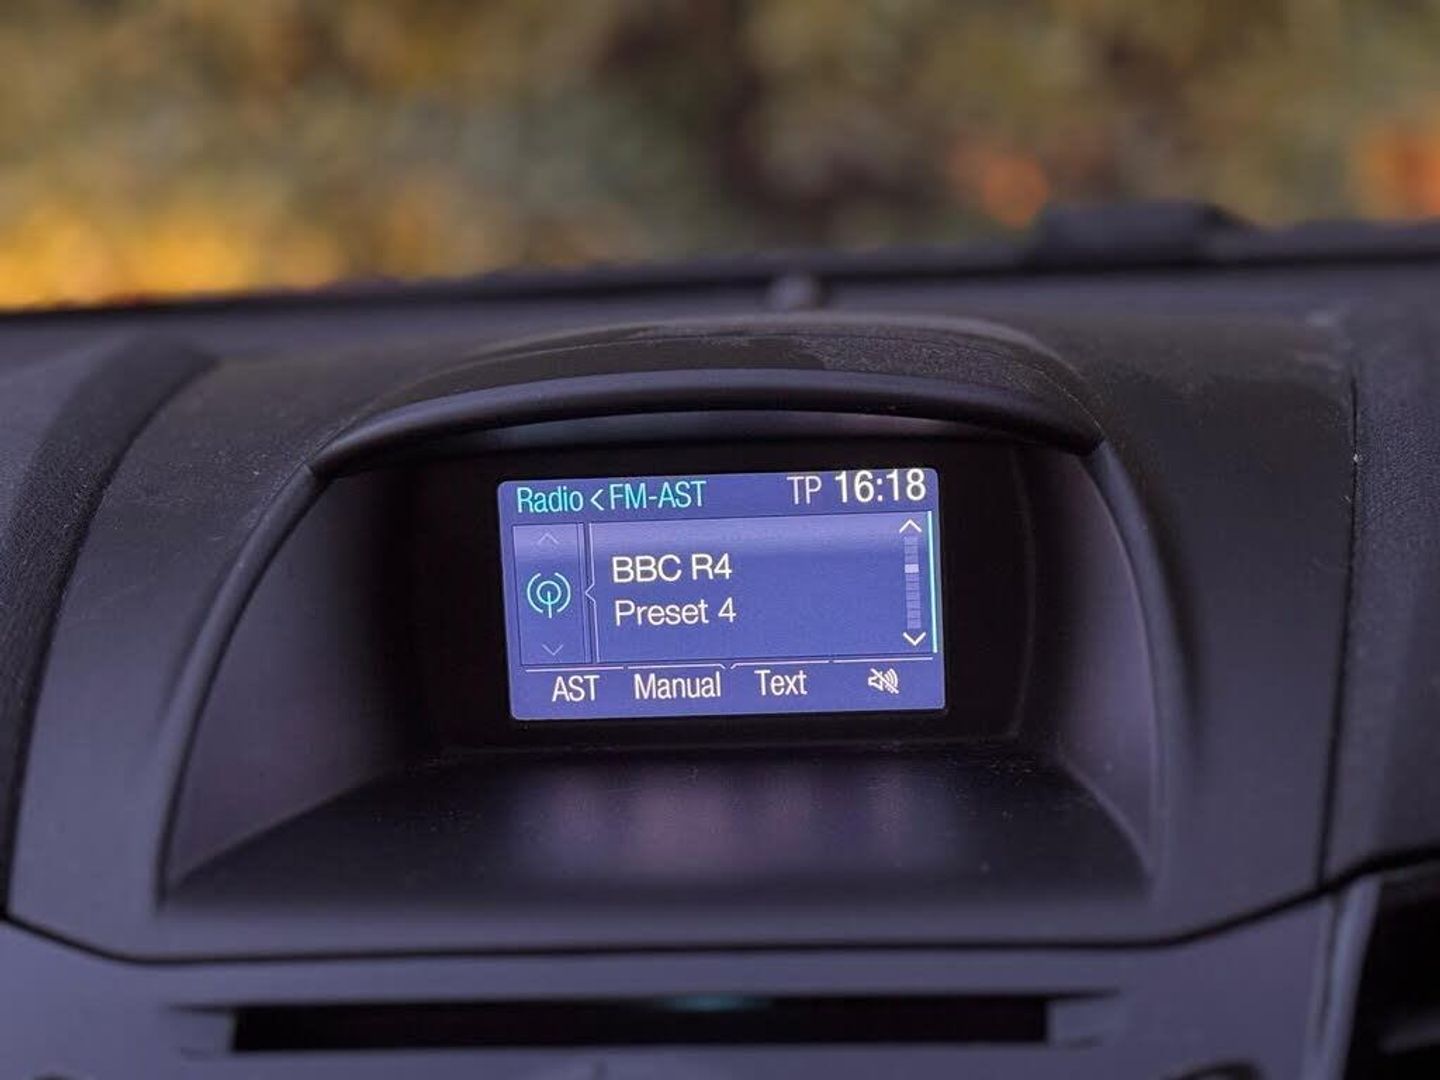 Radio < FM-AST TP 16:18
BBC R4
Preset 4
AST Manual Text